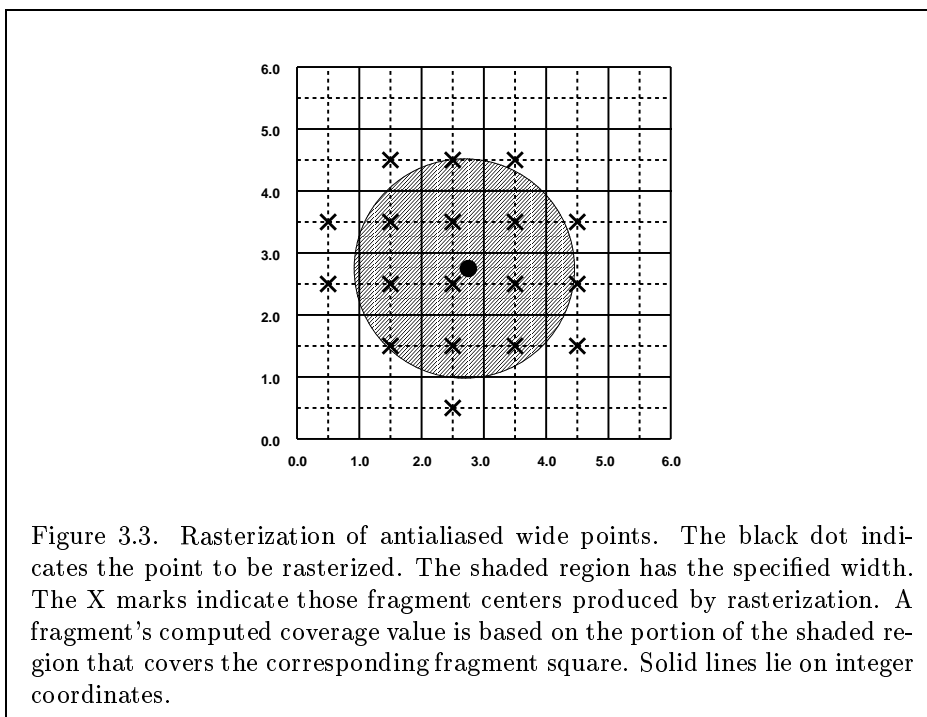 6.0
5.0
4.0
3.0
2.0
1.0
0.0
0.0 1.0 2.0 3.0 4.0 5.0 6.0
Figure 3.3. Rasterization of antialiased wide points. The black dot indi-
cates the point to be rasterized. The shaded region has the specified width.
The X marks indicate those fragment centers produced by rasterization. A
fragment's computed coverage value is based on the portion of the shaded re-
gion that covers the corresponding fragment square. Solid lines lie on integer
coordinates.